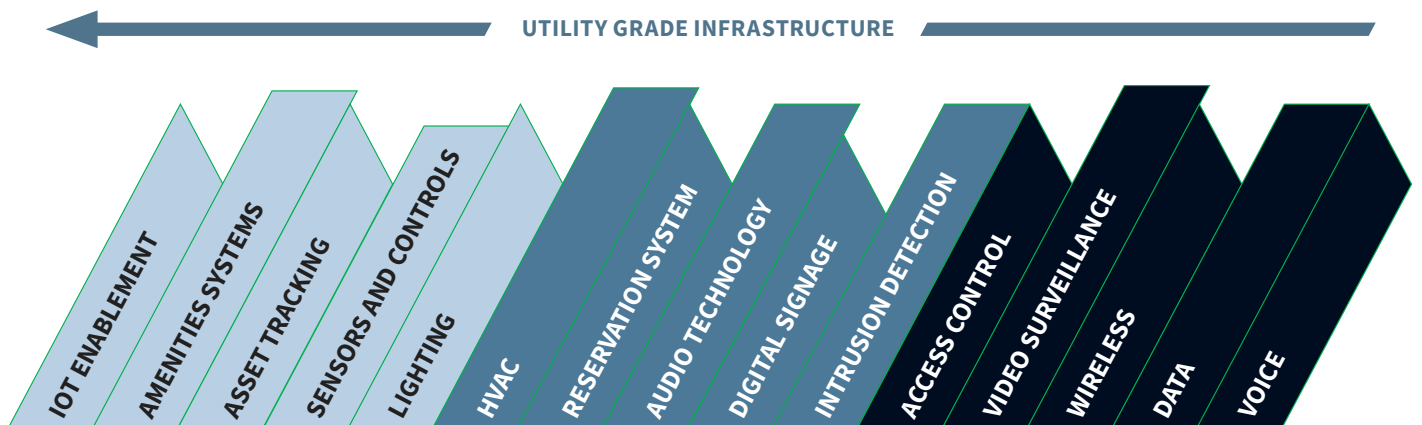 UTILITY GRADE INFRASTRUCTURE
IOT ENABLEMENT
AMENITIES SYSTEMS
ASSET TRACKING
SENSORS AND CONTROLS
LIGHTING
HVAC
RESERVATION SYSTEM
AUDIO TECHNOLOGY
DIGITAL SIGNAGE
INTRUSION DETECTION
ACCESS CONTROL
VIDEO SURVEILLANCE
WIRELESS
DATA
VOICE